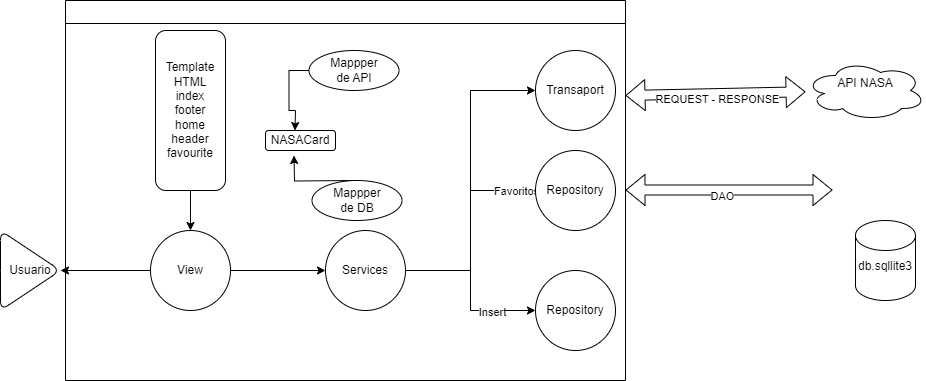 Template
HTML
index
footer
home
header
favourite
Mappper
de API
NASACard
Mappper
de DB
Transaport
REQUEST - RESPONSE
API NASA
Favoritos
Repository
DAO
Usuario
View
Services
db.sqllite3
Insert
Repository